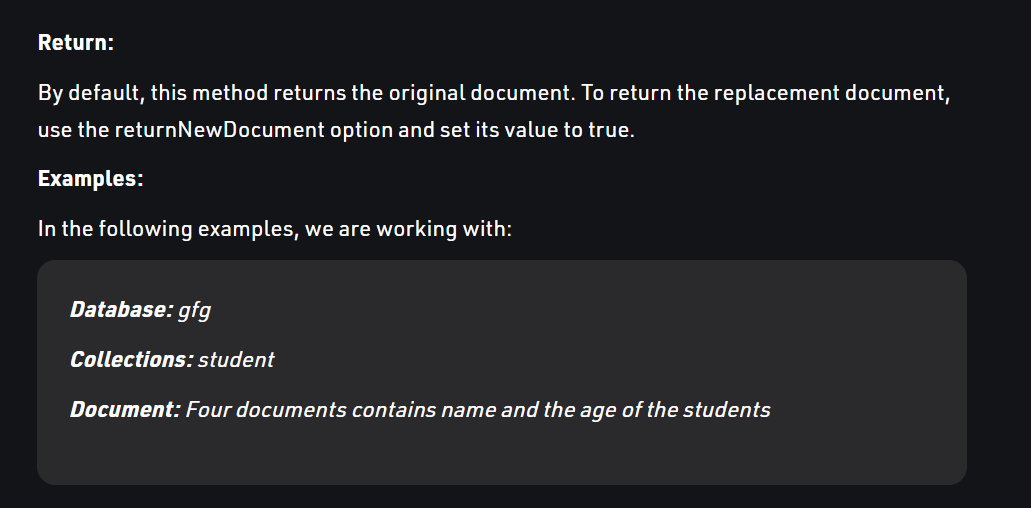 Return:
By default, this method returns the original document. To return the replacement document,
use the returnNewDocument option and set its value to true.
Examples:
In the following examples, we are working with:
Database: gfg
Collections: student
Document: Four documents contains name and the age of the students